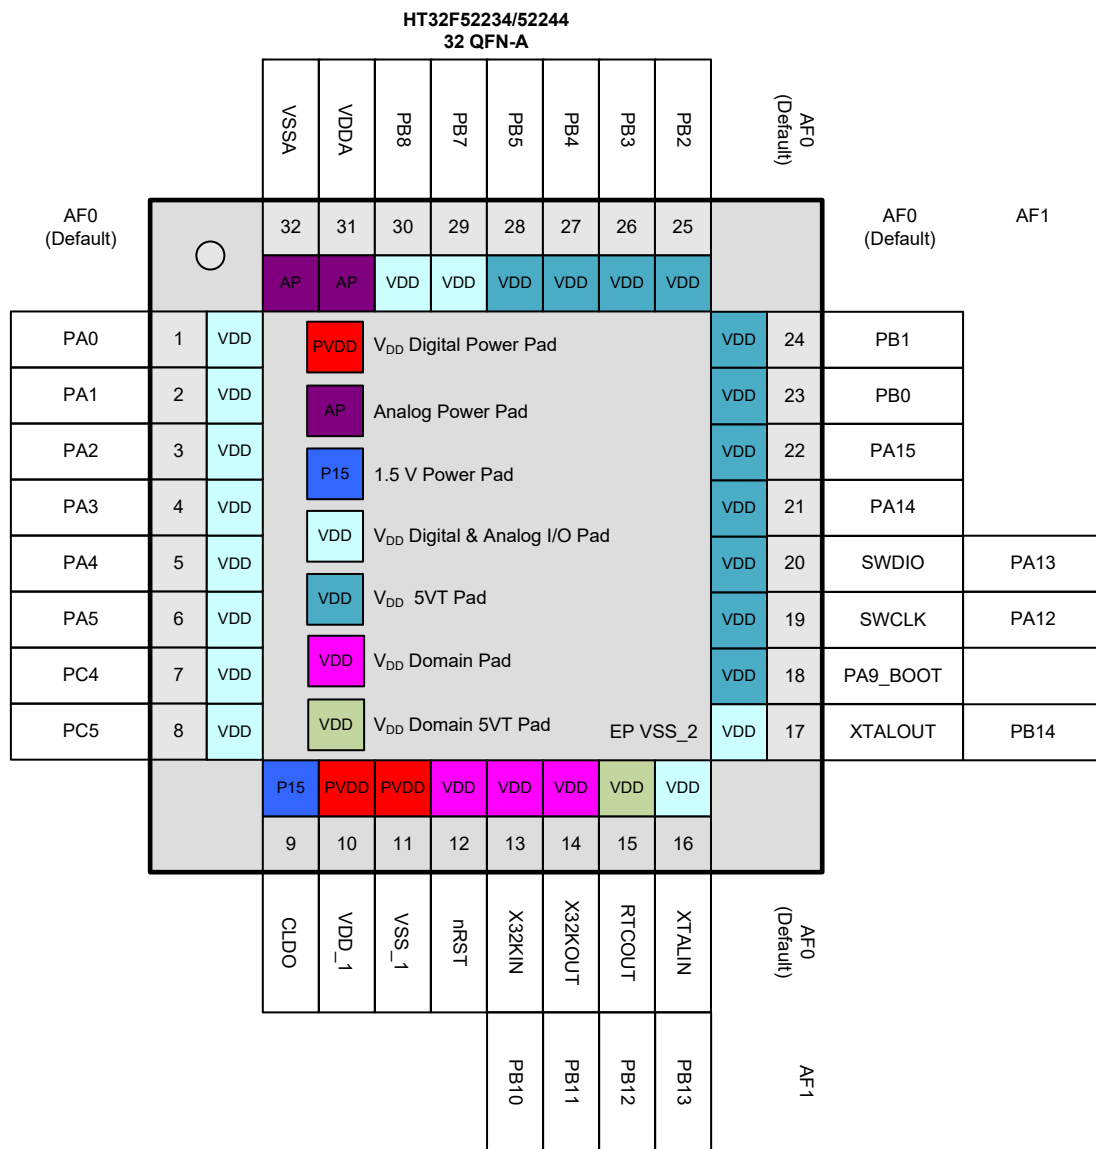 HT32F52234/52244
32 QFN-A
VSSA VDDA PB8 PB7 PB5 PB4 PB3 PB2 AF0
(Default)
AF0
(Default)
32 31 30 29 28 27 26 25
AF0
(Default)
AF1
AP AP VDD VDD VDD VDD VDD VDD
PA0 1 VDD
PVDD VDD Digital Power Pad
VDD 24 PB1
PA1 2 VDD
AP Analog Power Pad
VDD 23 PB0
PA2 3 VDD
P15 1.5 V Power Pad
VDD 22 PA15
PA3 4 VDD
VDD VDD Digital & Analog I/O Pad
VDD 21 PA14
PA4 5 VDD
VDD VDD 5VT Pad
VDD 20 SWDIO PA13
PA5 6 VDD
VDD VDD Domain Pad
VDD 19 SWCLK PA12
PC4 7 VDD
VDD VDD Domain 5VT Pad
VDD 18 PA9_BOOT
PC5 8 VDD
EP VSS_2
VDD 17 XTALOUT PB14
P15 PVDD PVDD VDD VDD VDD VDD VDD
9 10 11 12 13 14 15 16
CLDO VDD_1 VSS_1 nRST X32KIN X32KOUT RTCOUT XTALIN AF0
(Default)
PB10 PB11 PB12 PB13 AF1